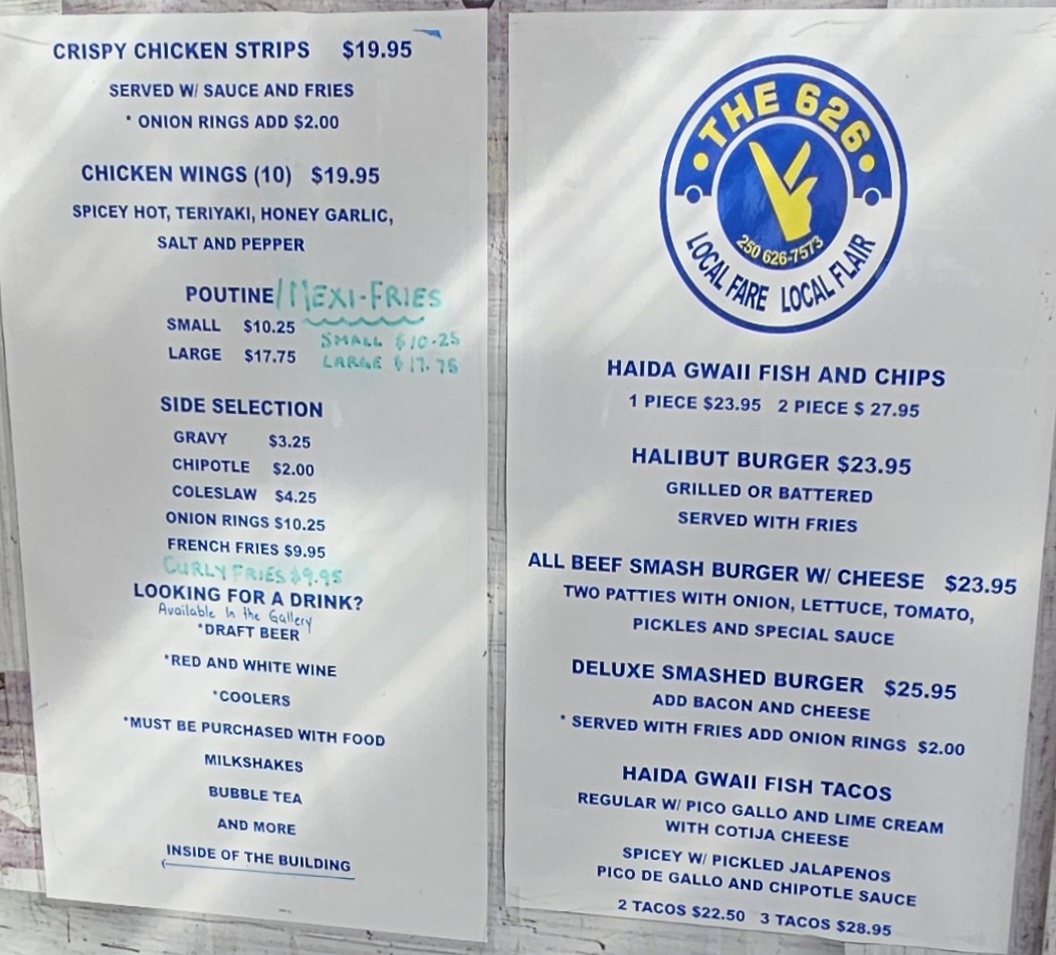 CRISPY CHICKEN STRIPS $19.95
SERVED W/ SAUCE AND FRIES
* ONION RINGS ADD $2.00
CHICKEN WINGS (10) $19.95
SPICEY HOT, TERIYAKI, HONEY GARLIC,
SALT AND PEPPER
POUTINE/MEXI-FRIES
SMALL $10.25 SMALL $10.25
LARGE $17.75 LARGE $17.75
SIDE SELECTION
GRAVY $3.25
CHIPOTLE $2.00
COLESLAW $4.25
ONION RINGS $10.25
FRENCH FRIES $9.95
CURLY FRIES $9.95
LOOKING FOR A DRINK?
Available In the Gallery
*DRAFT BEER
*RED AND WHITE WINE
*COOLERS
*MUST BE PURCHASED WITH FOOD
MILKSHAKES
BUBBLE TEA
AND MORE
INSIDE OF THE BUILDING
THE 626
250 626-7573
LOCAL FARE LOCAL FLAIR
HAIDA GWAII FISH AND CHIPS
1 PIECE $23.95 2 PIECE $ 27.95
HALIBUT BURGER $23.95
GRILLED OR BATTERED
SERVED WITH FRIES
ALL BEEF SMASH BURGER W/ CHEESE $23.95
TWO PATTIES WITH ONION, LETTUCE, TOMATO,
PICKLES AND SPECIAL SAUCE
DELUXE SMASHED BURGER $25.95
ADD BACON AND CHEESE
* SERVED WITH FRIES ADD ONION RINGS $2.00
HAIDA GWAII FISH TACOS
REGULAR W/ PICO GALLO AND LIME CREAM
WITH COTIJA CHEESE
SPICEY W/ PICKLED JALAPENOS
PICO DE GALLO AND CHIPOTLE SAUCE
2 TACOS $22.50 3 TACOS $28.95